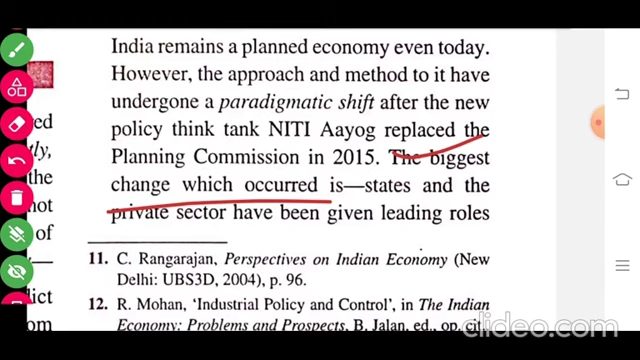 India remains a planned economy even today.
However, the approach and method to it have
undergone a paradigmatic shift after the new
policy think tank NITI Aayog replaced the
Planning Commission in 2015. The biggest
change which occurred is—states and the
private sector have been given leading roles
11. C. Rangarajan, Perspectives on Indian Economy (New
Delhi: UBS3D, 2004), p. 96.
12. R. Mohan, 'Industrial Policy and Control', in The Indian
Economy: Problems and Prospects, B. Jalan, ed., op. cit.
red
tly,
the
not
of
—
dict
om
clideo.com